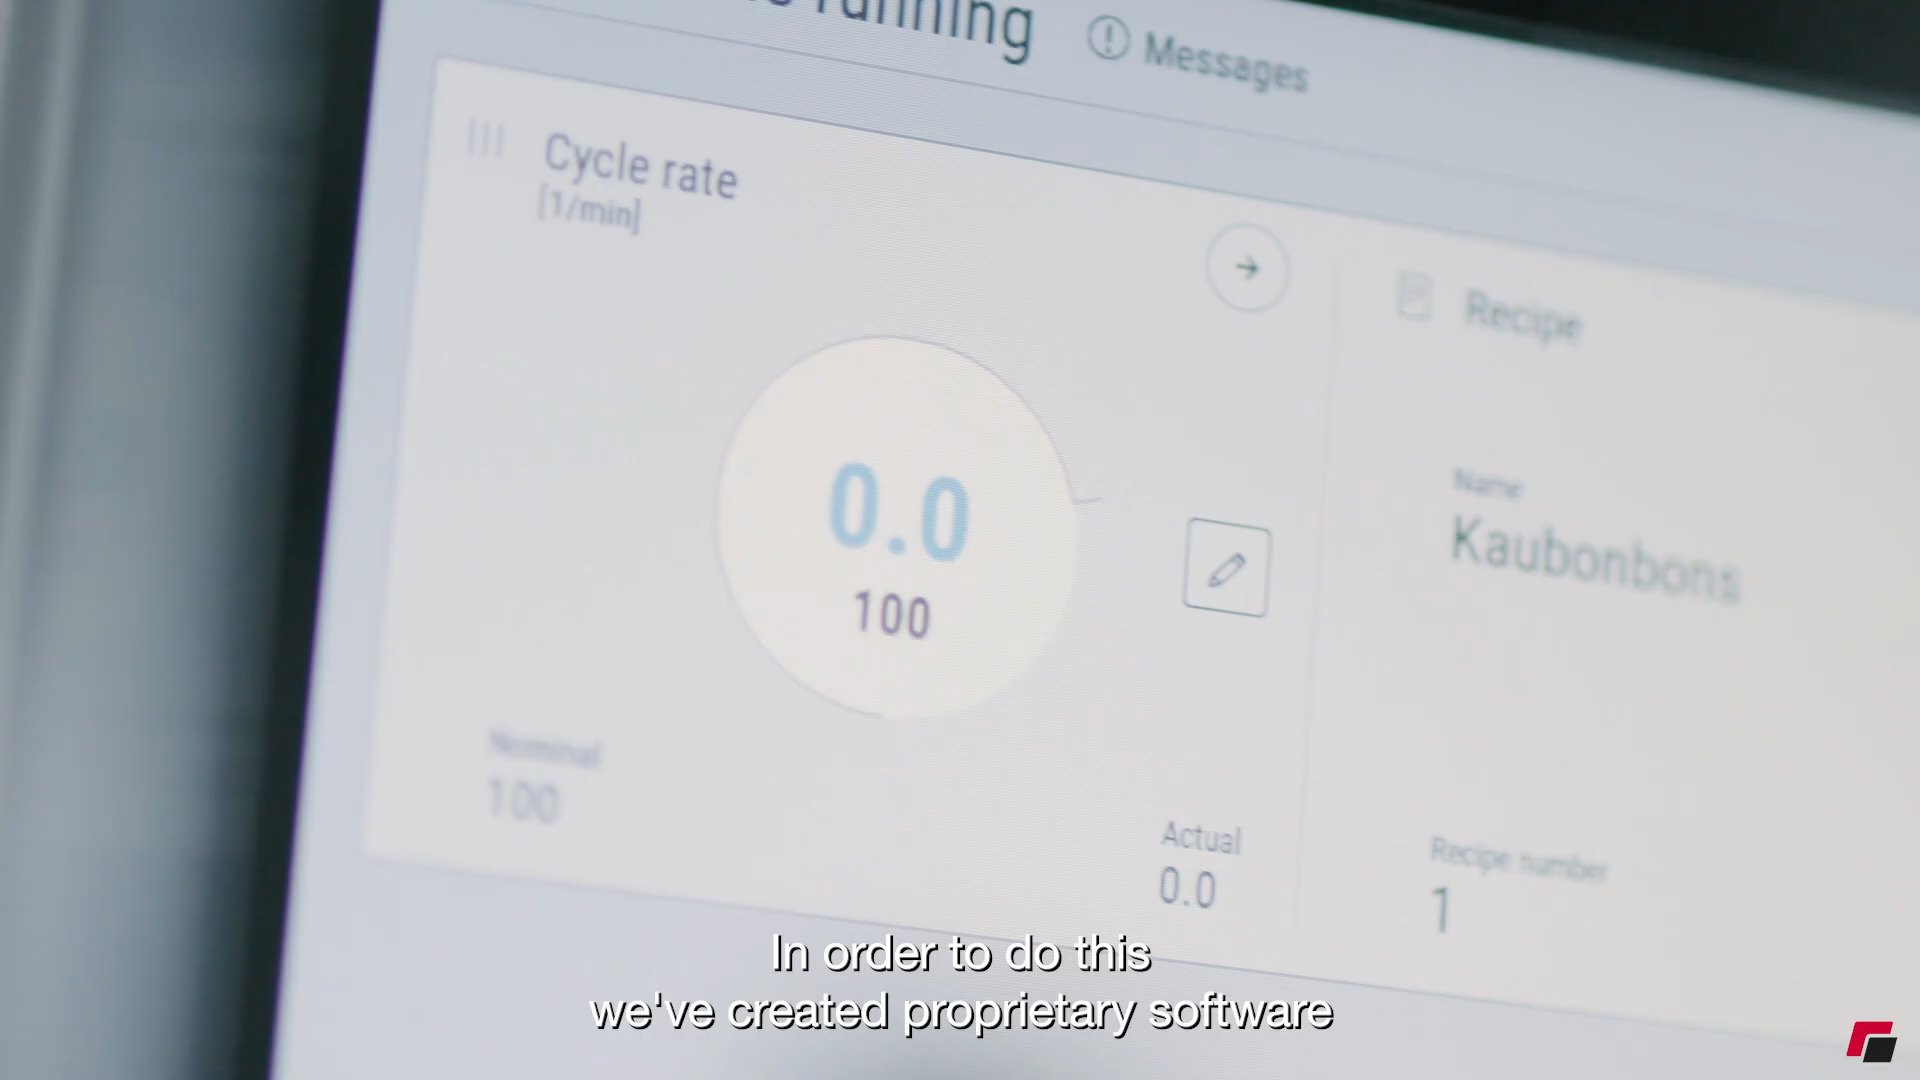 running
Messages
Cycle rate
[1/min]
Recipe
0.0
100
Name
Kaubonbons
Nominal
100
Actual
0.0
Recipe number
1
In order to do this
we've created proprietary software